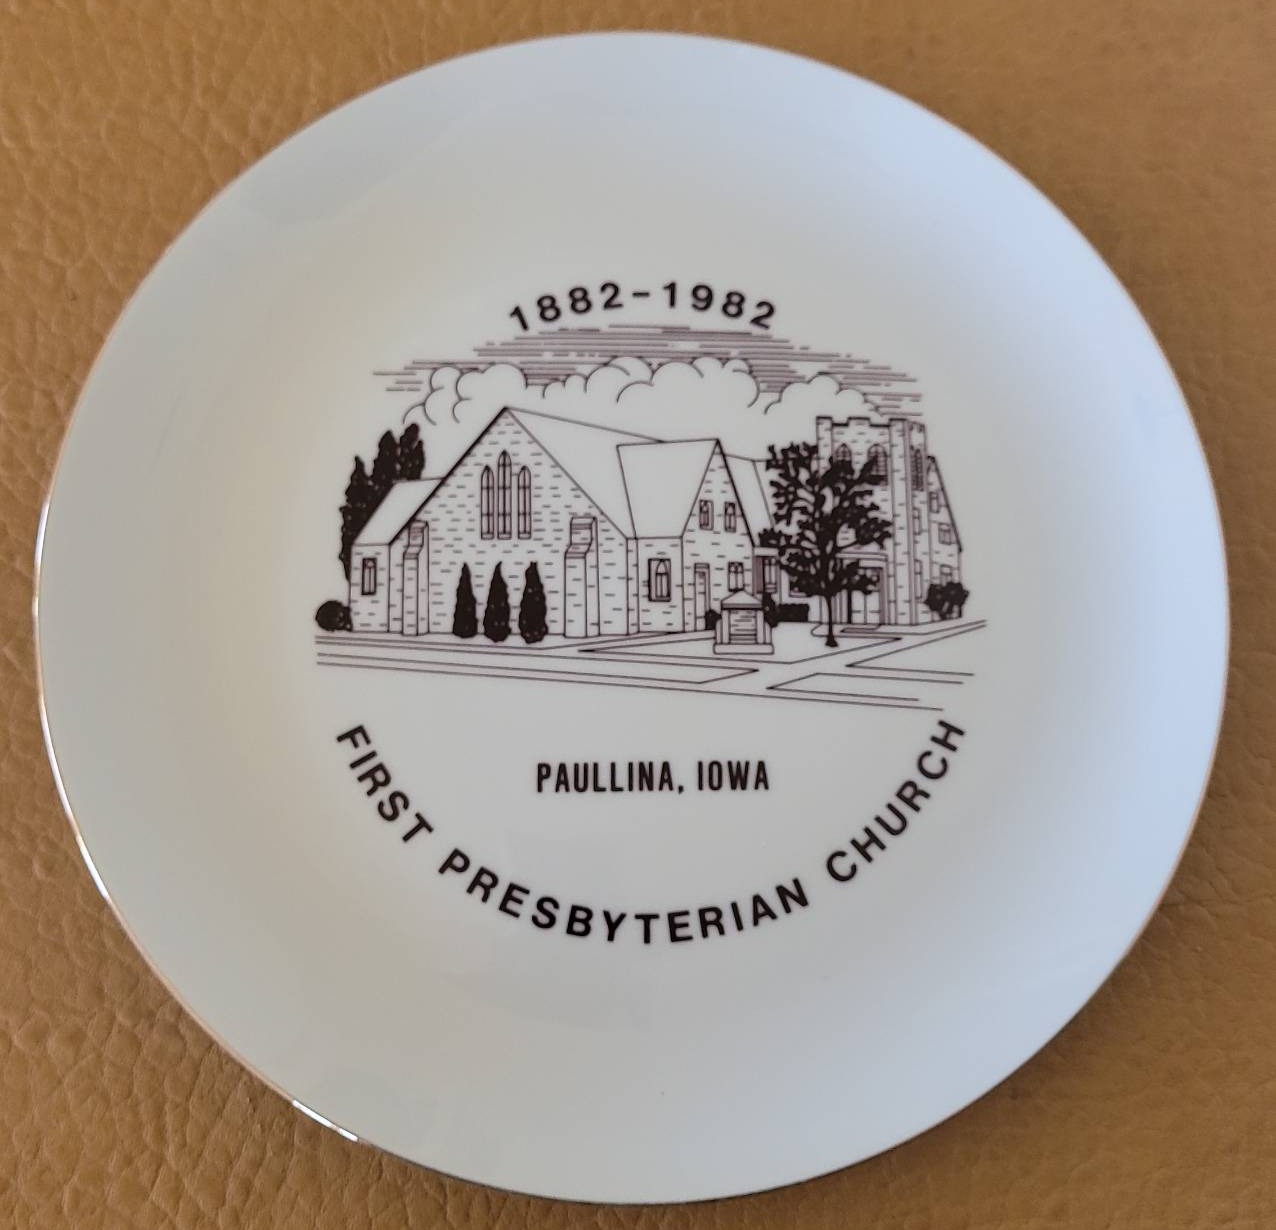 1882-1982
PAULLINA, IOWA
FIRST PRESBYTERIAN CHURCH